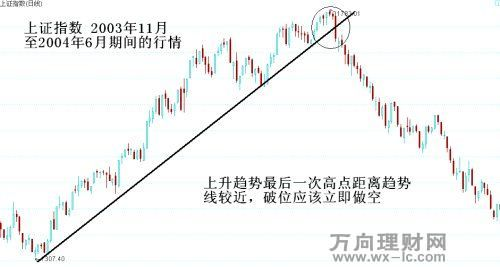 上证指数(日线)
上证指数 2003年11月
至2004年6月期间的行情
上升趋势最后一次高点距离趋势
线较近，破位应该立即做空
1307.40
万向理财网
www.wx-lc.com